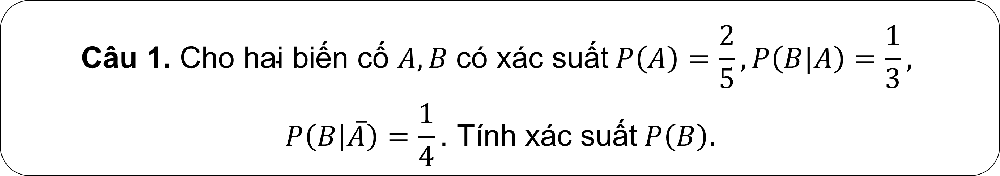 Câu 1. Cho hai biến cố A, B có xác suất P(A) = 2/5, P(B|A) = 1/3,
P(B|Ā) = 1/4. Tính xác suất P(B).